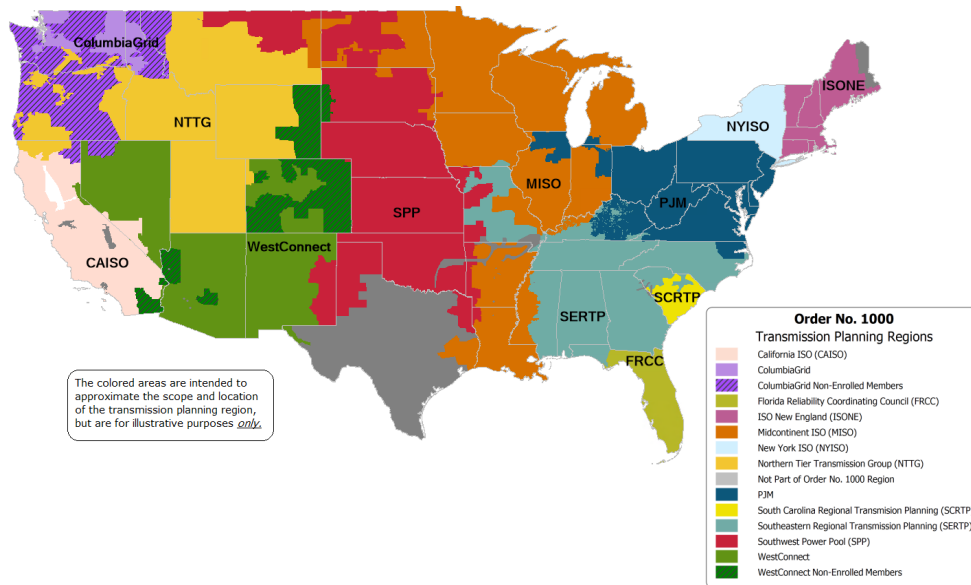 ColumbiaGrid
ISONE
NYISO
NTTG
MISO
PJM
SPP
WestConnect
CAISO
SCRTP
SERTP
FRCC
The colored areas are intended to
approximate the scope and location
of the transmission planning region,
but are for illustrative purposes only.
Order No. 1000
Transmission Planning Regions
California ISO (CAISO)
ColumbiaGrid
ColumbiaGrid Non-Enrolled Members
Florida Reliability Coordinating Council (FRCC)
ISO New England (ISONE)
Midcontinent ISO (MISO)
New York ISO (NYISO)
Northern Tier Transmission Group (NTTG)
Not Part of Order No. 1000 Region
PJM
South Carolina Regional Transmision Planning (SCRTP
Southeastern Regional Transmission Planning (SERTP)
Southwest Power Pool (SPP)
WestConnect
WestConnect Non-Enrolled Members